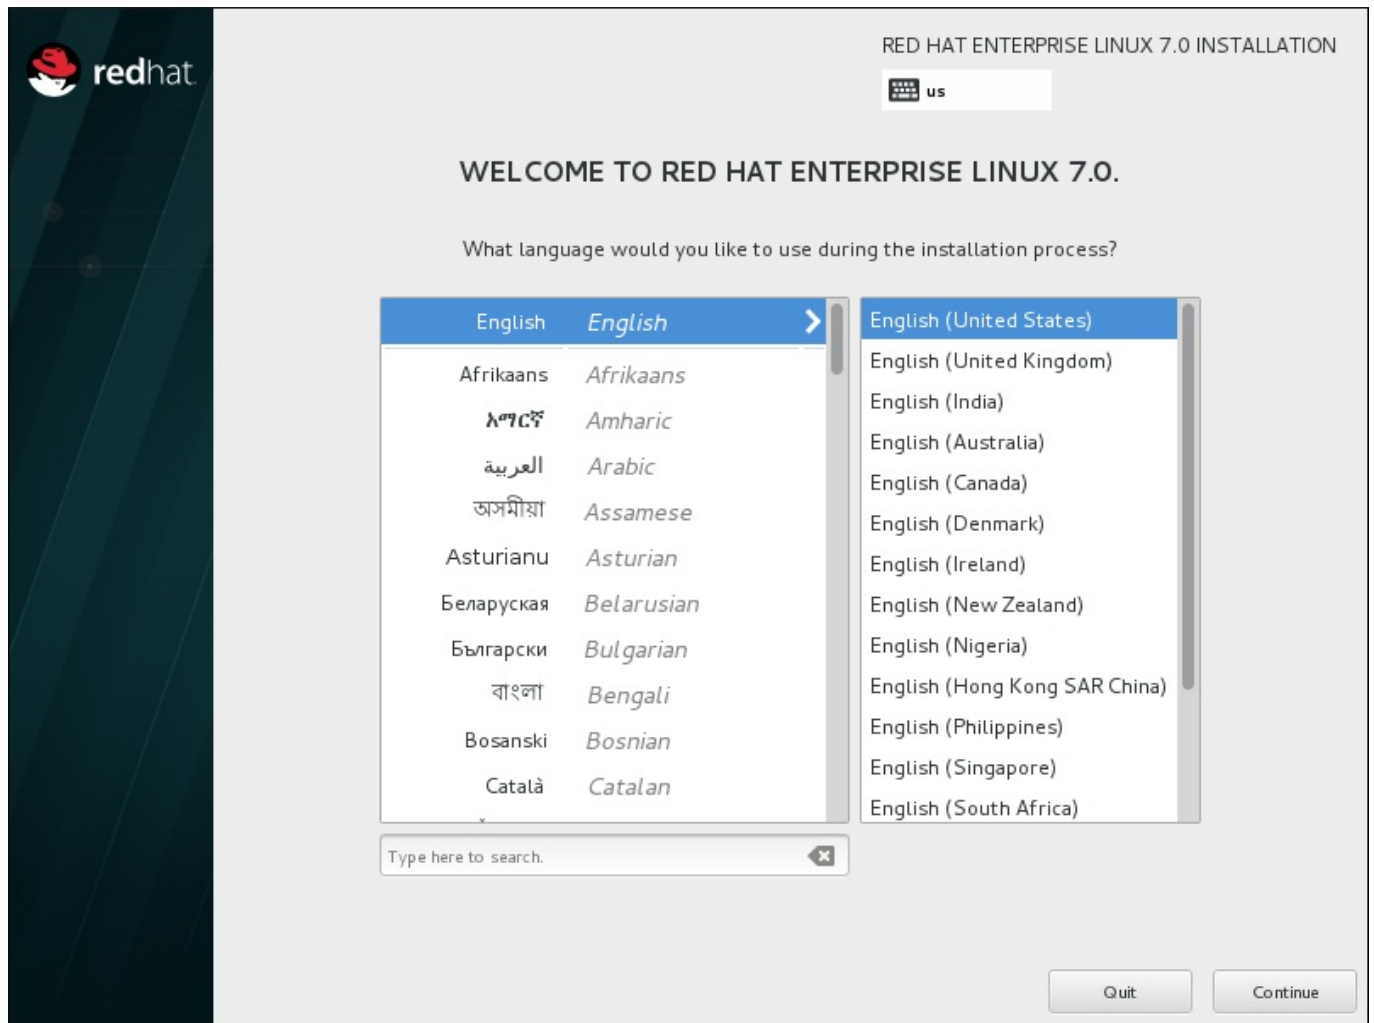 redhat.
RED HAT ENTERPRISE LINUX 7.0 INSTALLATION
us
WELCOME TO RED HAT ENTERPRISE LINUX 7.0.
What language would you like to use during the installation process?
English English
Afrikaans Afrikaans
አማርኛ Amharic
العربية Arabic
অসমীয়া Assamese
Asturianu Asturian
Беларуская Belarusian
Български Bulgarian
বাংলা Bengali
Bosanski Bosnian
Català Catalan
English (United States)
English (United Kingdom)
English (India)
English (Australia)
English (Canada)
English (Denmark)
English (Ireland)
English (New Zealand)
English (Nigeria)
English (Hong Kong SAR China)
English (Philippines)
English (Singapore)
English (South Africa)
Type here to search.
Quit
Continue